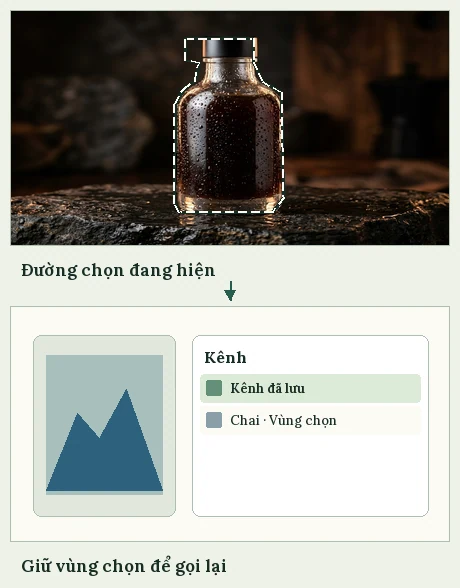 Đường chọn đang hiện
Kênh
Kênh đã lưu
Chai · Vùng chọn
Giữ vùng chọn để gọi lại